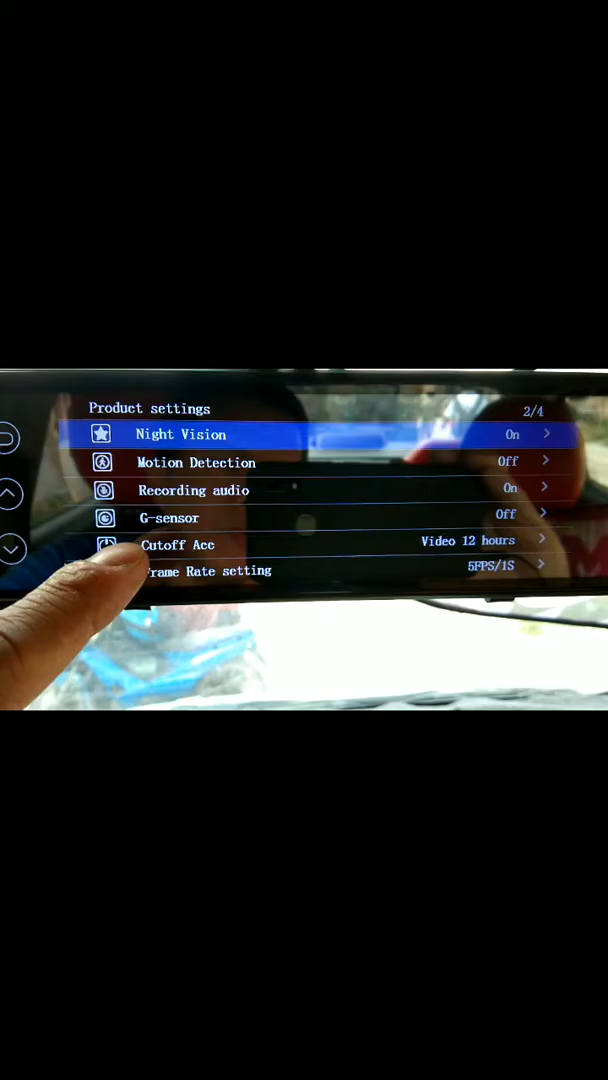 Product settings 2/4
Night Vision On
Motion Detection Off
Recording audio On
G-sensor Off
Cutoff Acc Video 12 hours
Frame Rate setting 5FPS/1S